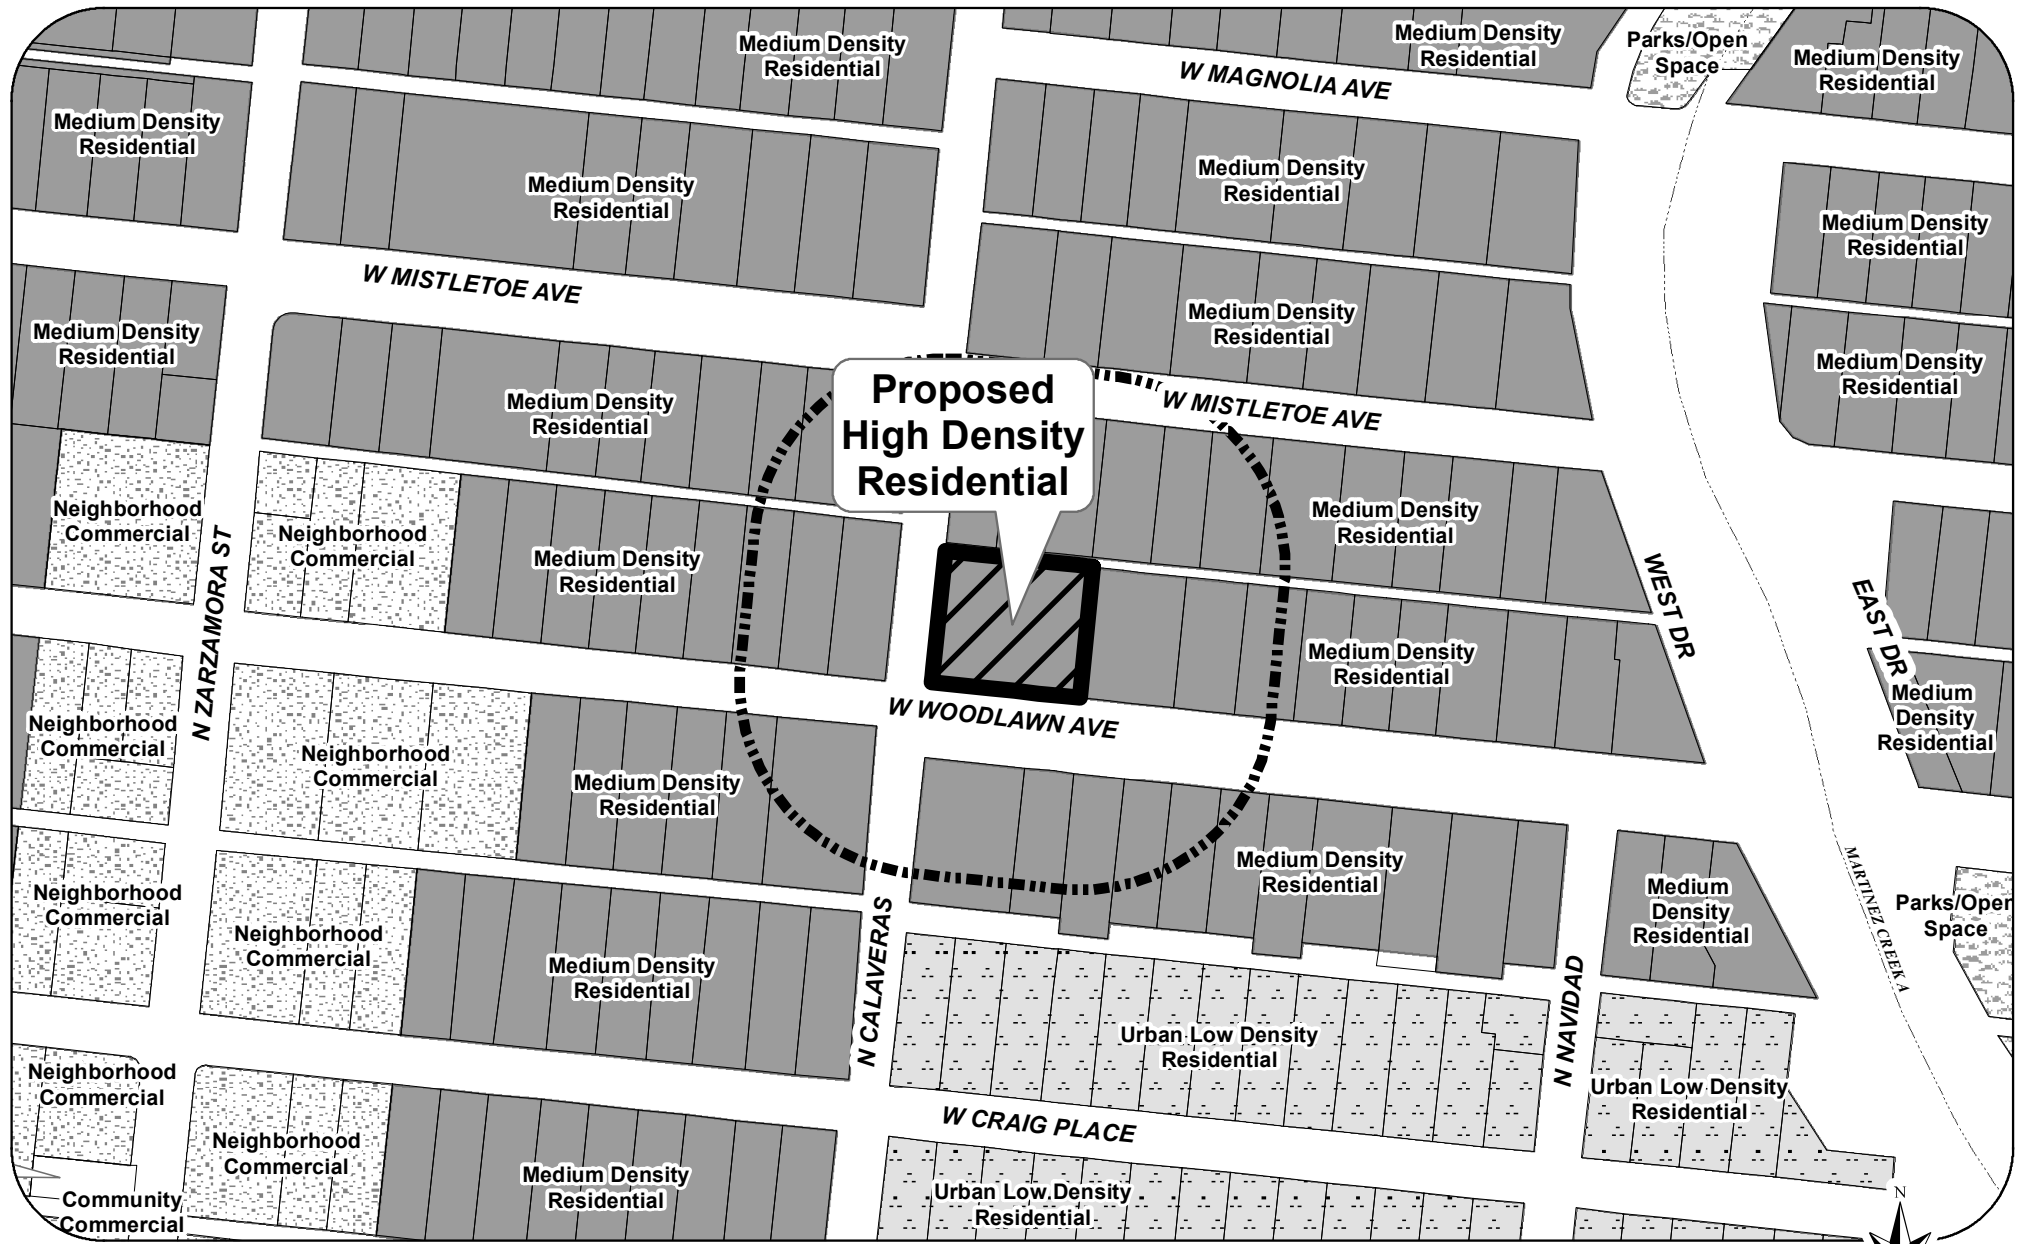 Medium Density
Residential
Medium Density
Residential
Parks/Open
Space
Medium Density
Residential
W MAGNOLIA AVE
Medium Density
Residential
Medium Density
Residential
Medium Density
Residential
Medium Density
Residential
W MISTLETOE AVE
Medium Density
Residential
Medium Density
Residential
Medium Density
Residential
Medium Density
Residential
Proposed
High Density
Residential
W MISTLETOE AVE
Neighborhood
Commercial
N ZARZAMORA ST
Neighborhood
Commercial
Medium Density
Residential
Medium Density
Residential
WEST DR
EAST DR
Medium Density
Residential
Medium
Density
Residential
W WOODLAWN AVE
Neighborhood
Commercial
Neighborhood
Commercial
Medium Density
Residential
Medium Density
Residential
Medium
Density
Residential
MARTINEZ CREEK A
Parks/Open
Space
Neighborhood
Commercial
Neighborhood
Commercial
Medium Density
Residential
N CALAVERAS
Urban Low Density
Residential
N NAVIDAD
Urban Low Density
Residential
Neighborhood
Commercial
W CRAIG PLACE
Neighborhood
Commercial
Medium Density
Residential
Urban Low Density
Residential
Community
Commercial
N